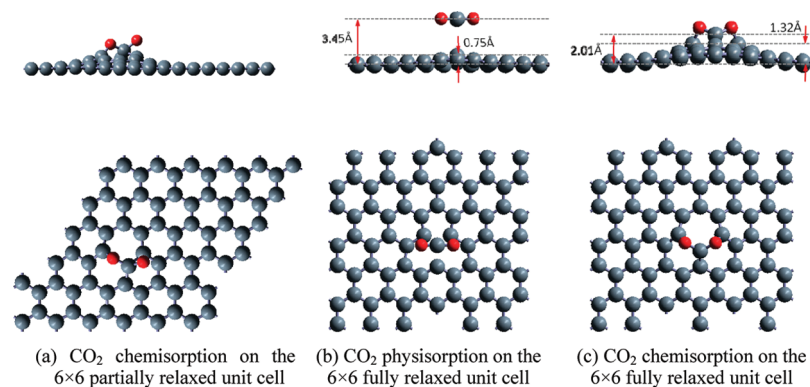 3.45Å
0.75Å
2.01Å
1.32Å
(a) CO₂ chemisorption on the
6×6 partially relaxed unit cell
(b) CO₂ physisorption on the
6×6 fully relaxed unit cell
(c) CO₂ chemisorption on the
6×6 fully relaxed unit cell